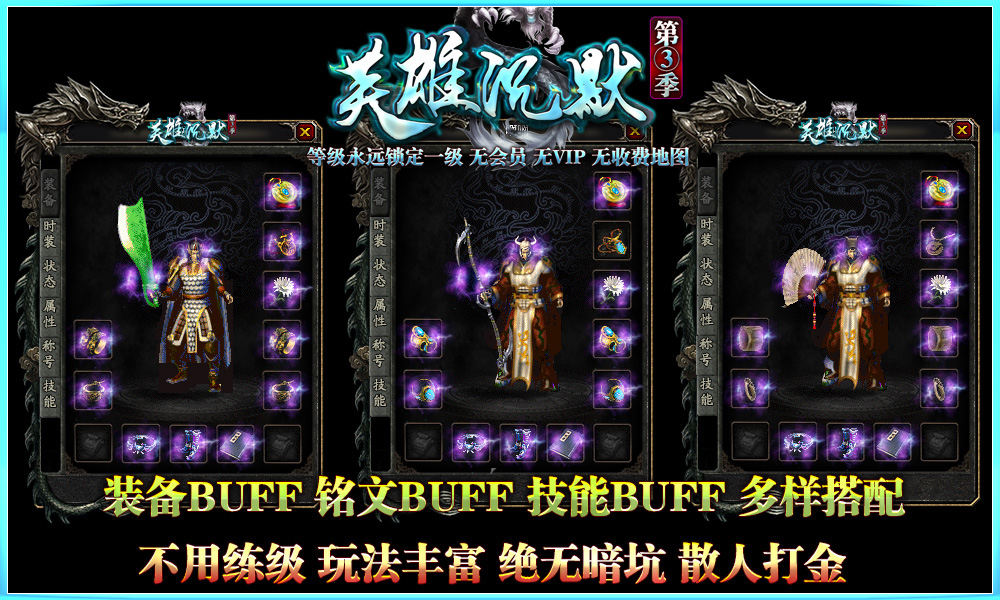 英雄沉默
第③季
英雄沉默
英雄沉默
等级永远锁定一级 无会员 无VIP 无收费地图
装备
时装
状态
属性
称号
技能
装备
时装
状态
属性
称号
技能
装备
时装
状态
属性
称号
技能
装备BUFF 铭文BUFF 技能BUFF 多样搭配
不用练级 玩法丰富 绝无暗坑 散人打金